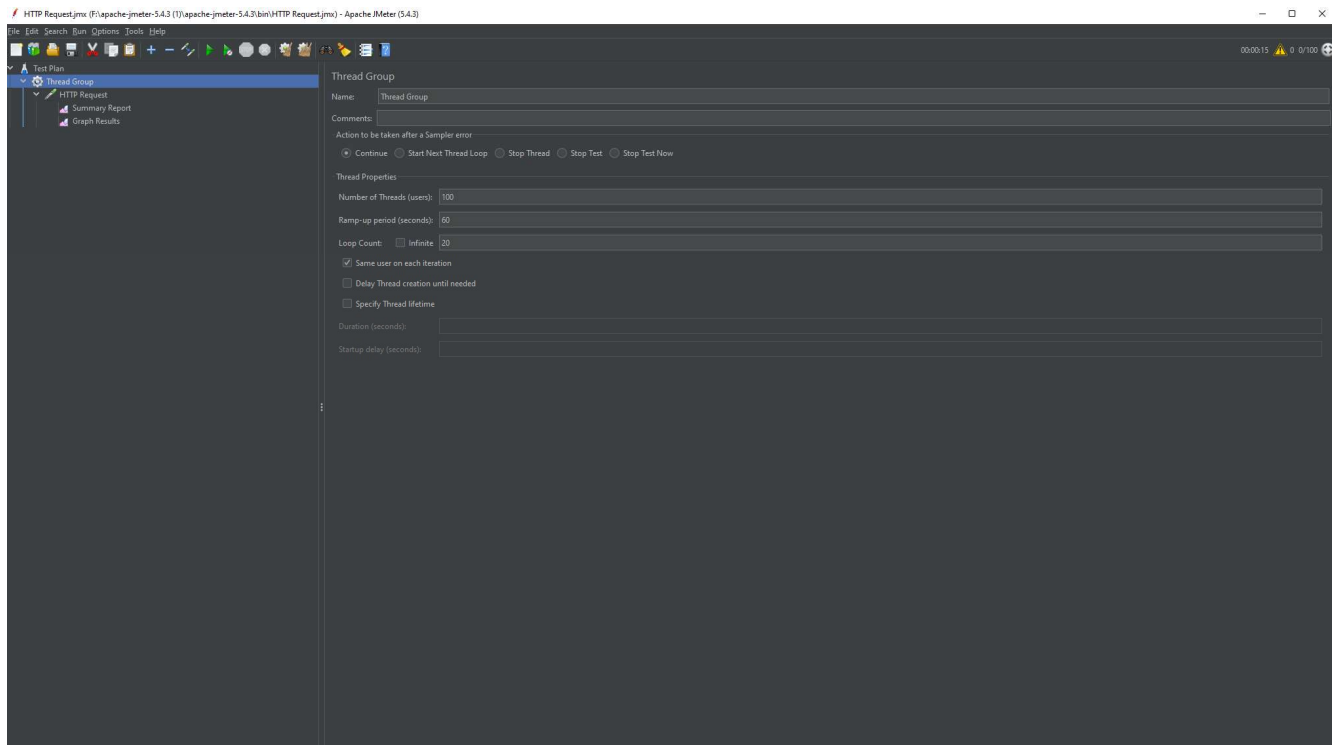 HTTP Request.jmx (F:\apache-jmeter-5.4.3 (1)\apache-jmeter-5.4.3\bin\HTTP Request.jmx) - Apache JMeter (5.4.3)
File Edit Search Run Options Tools Help
00:00:15 0 0/100
Test Plan
Thread Group
HTTP Request
Summary Report
Graph Results
Thread Group
Name: Thread Group
Comments:
Action to be taken after a Sampler error
Continue Start Next Thread Loop Stop Thread Stop Test Stop Test Now
Thread Properties
Number of Threads (users): 100
Ramp-up period (seconds): 60
Loop Count: Infinite 20
Same user on each iteration
Delay Thread creation until needed
Specify Thread lifetime
Duration (seconds):
Startup delay (seconds):